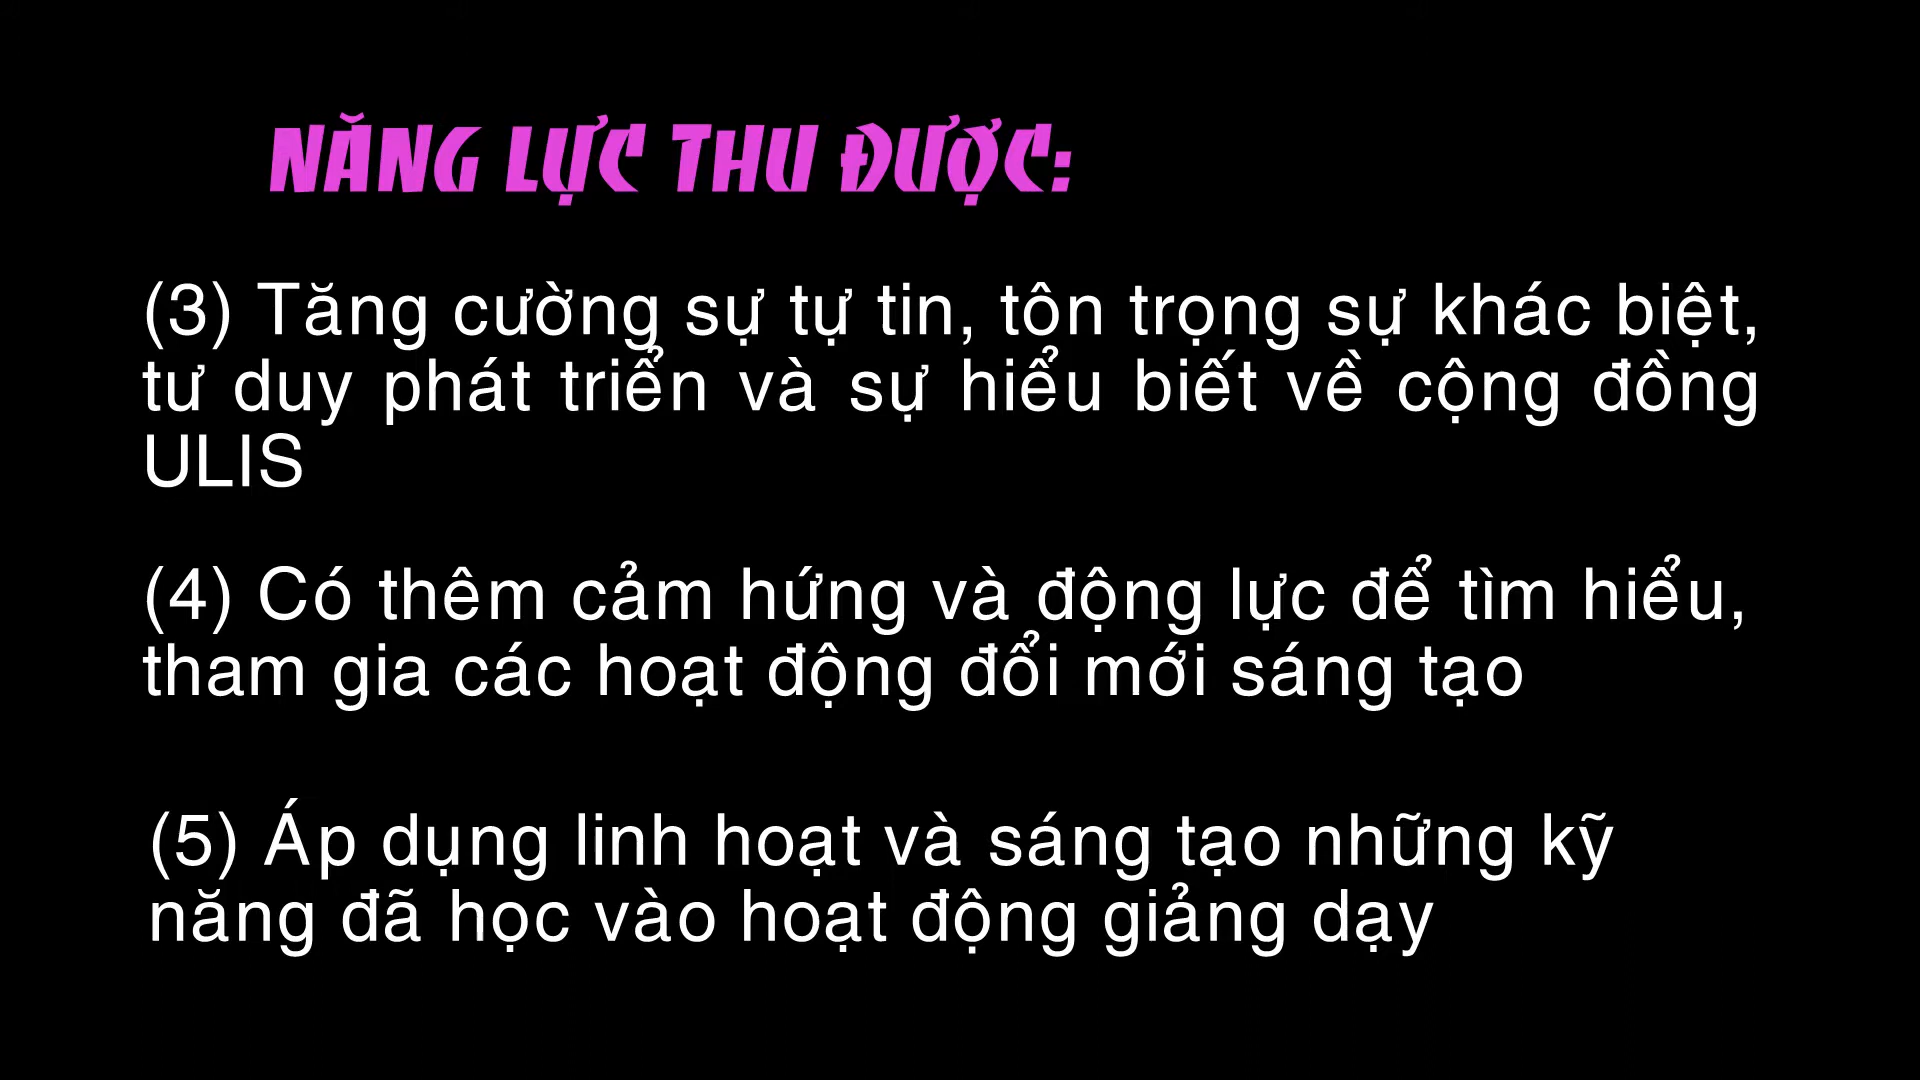 NĂNG LỰC THU ĐƯỢC:
(3) Tăng cường sự tự tin, tôn trọng sự khác biệt,
tư duy phát triển và sự hiểu biết về cộng đồng
ULIS
(4) Có thêm cảm hứng và động lực để tìm hiểu,
tham gia các hoạt động đổi mới sáng tạo
(5) Áp dụng linh hoạt và sáng tạo những kỹ
năng đã học vào hoạt động giảng dạy